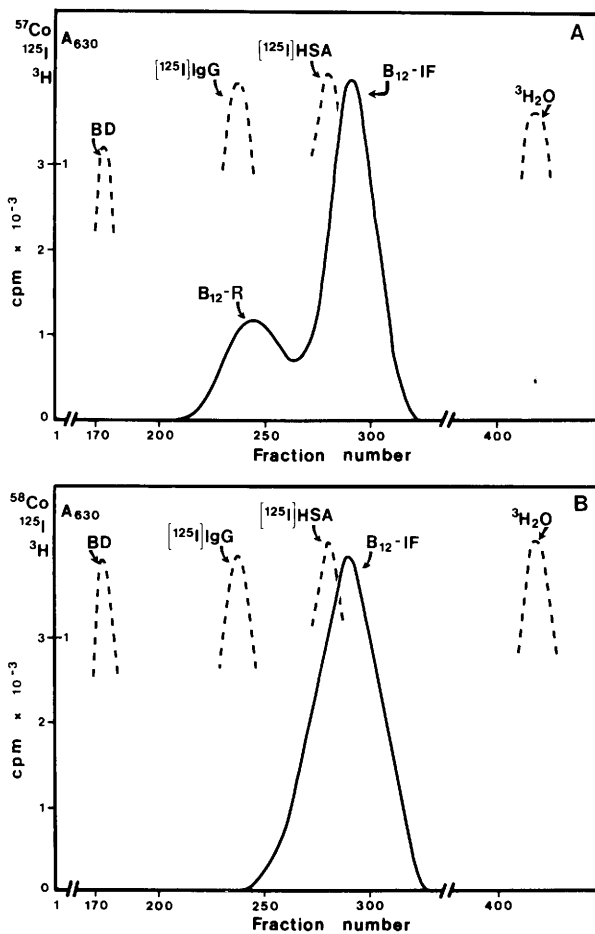 A
⁵⁷Co
¹²⁵I
³H
A₆₃₀
[¹²⁵I]IgG
[¹²⁵I]HSA
B₁₂-IF
BD
³H₂O
B₁₂-R
cpm × 10⁻³
3
1
2
1
0
1
170
200
250
300
400
Fraction number
B
⁵⁸Co
¹²⁵I
³H
A₆₃₀
[¹²⁵I]IgG
[¹²⁵I]HSA
B₁₂-IF
BD
³H₂O
cpm × 10⁻³
3
1
2
1
0
1
170
200
250
300
400
Fraction number